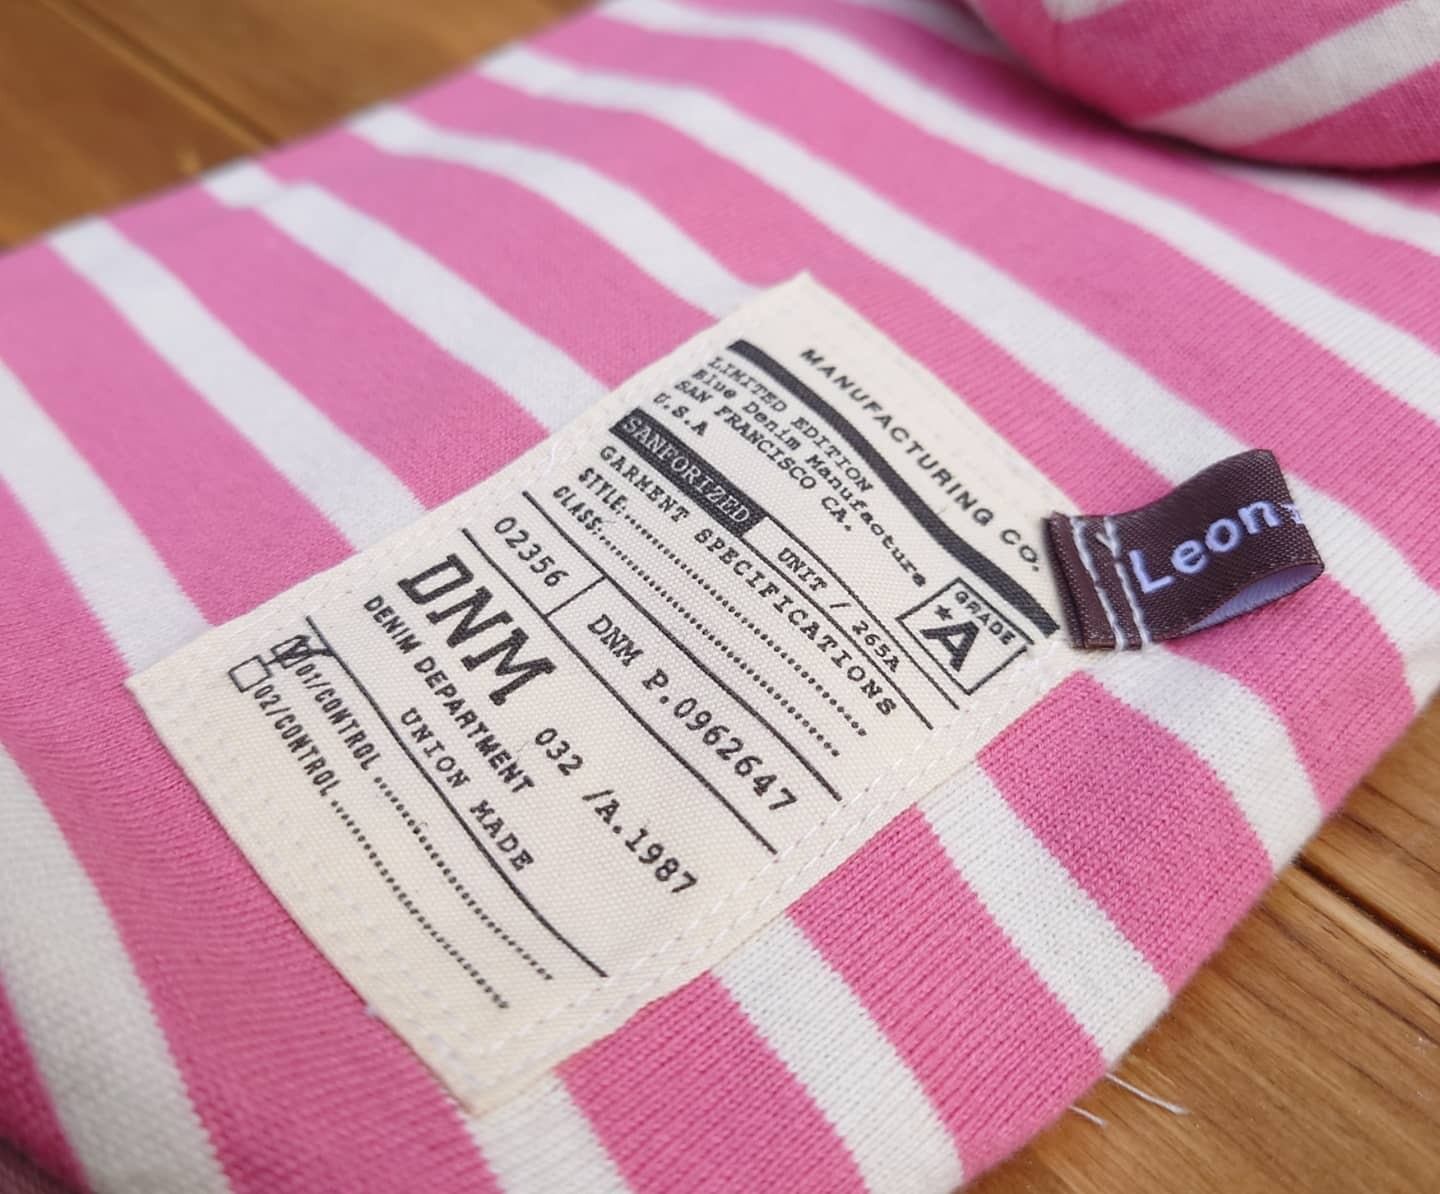 MANUFACTURING CO.
LIMITED EDITION
Blue Denim Manufacture
SAN FRANCISCO CA.
U.S.A
GRADE
A
SANFORIZED
UNIT / 265A
GARMENT SPECIFICATIONS
STYLE:
CLASS:
02356
DNM P.0962647
DNM
032 /A.1987
DENIM DEPARTMENT
UNION MADE
01/CONTROL
02/CONTROL
Leon